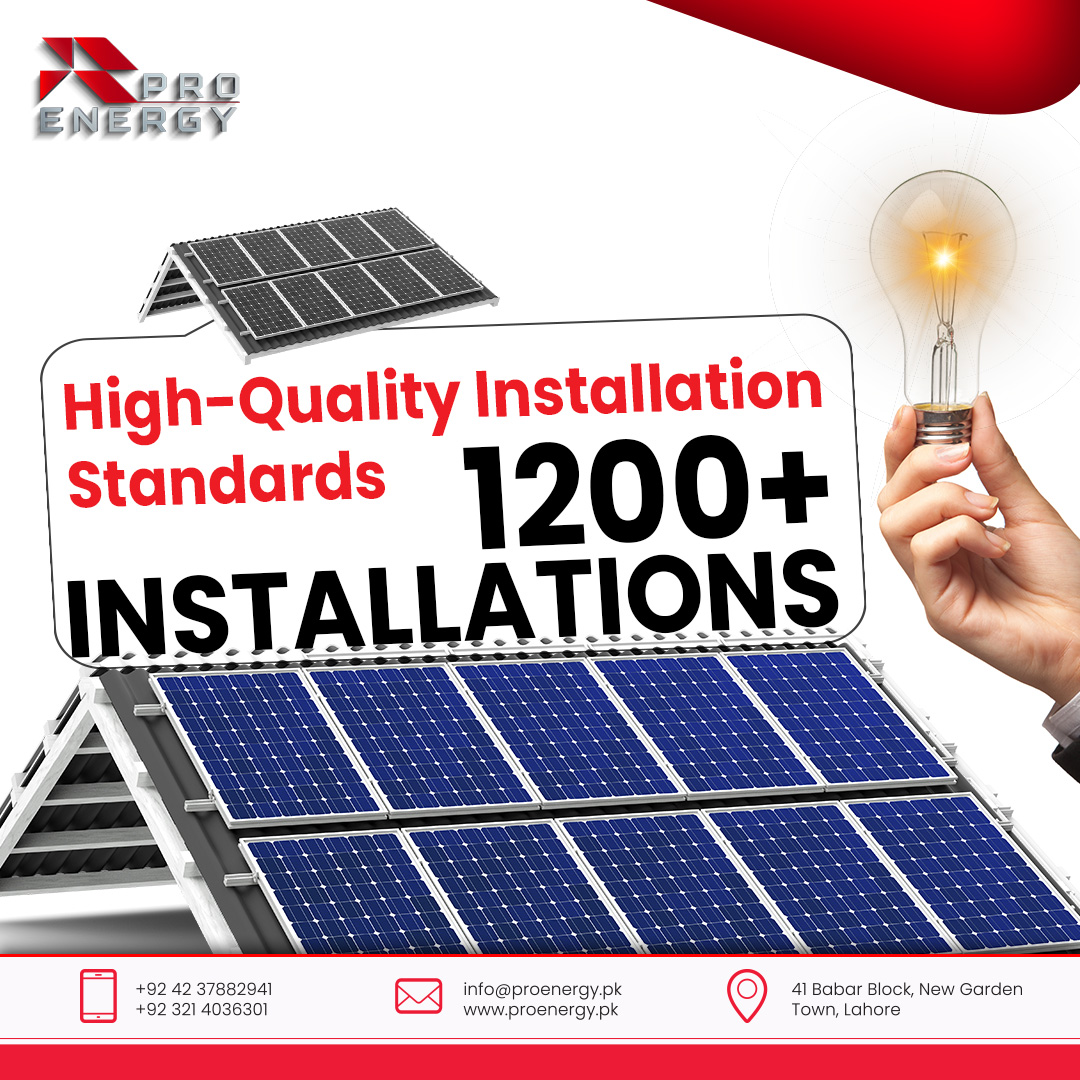 PRO
ENERGY
High-Quality Installation
Standards
1200+
INSTALLATIONS
+92 42 37882941
+92 321 4036301
info@proenergy.pk
www.proenergy.pk
41 Babar Block, New Garden
Town, Lahore